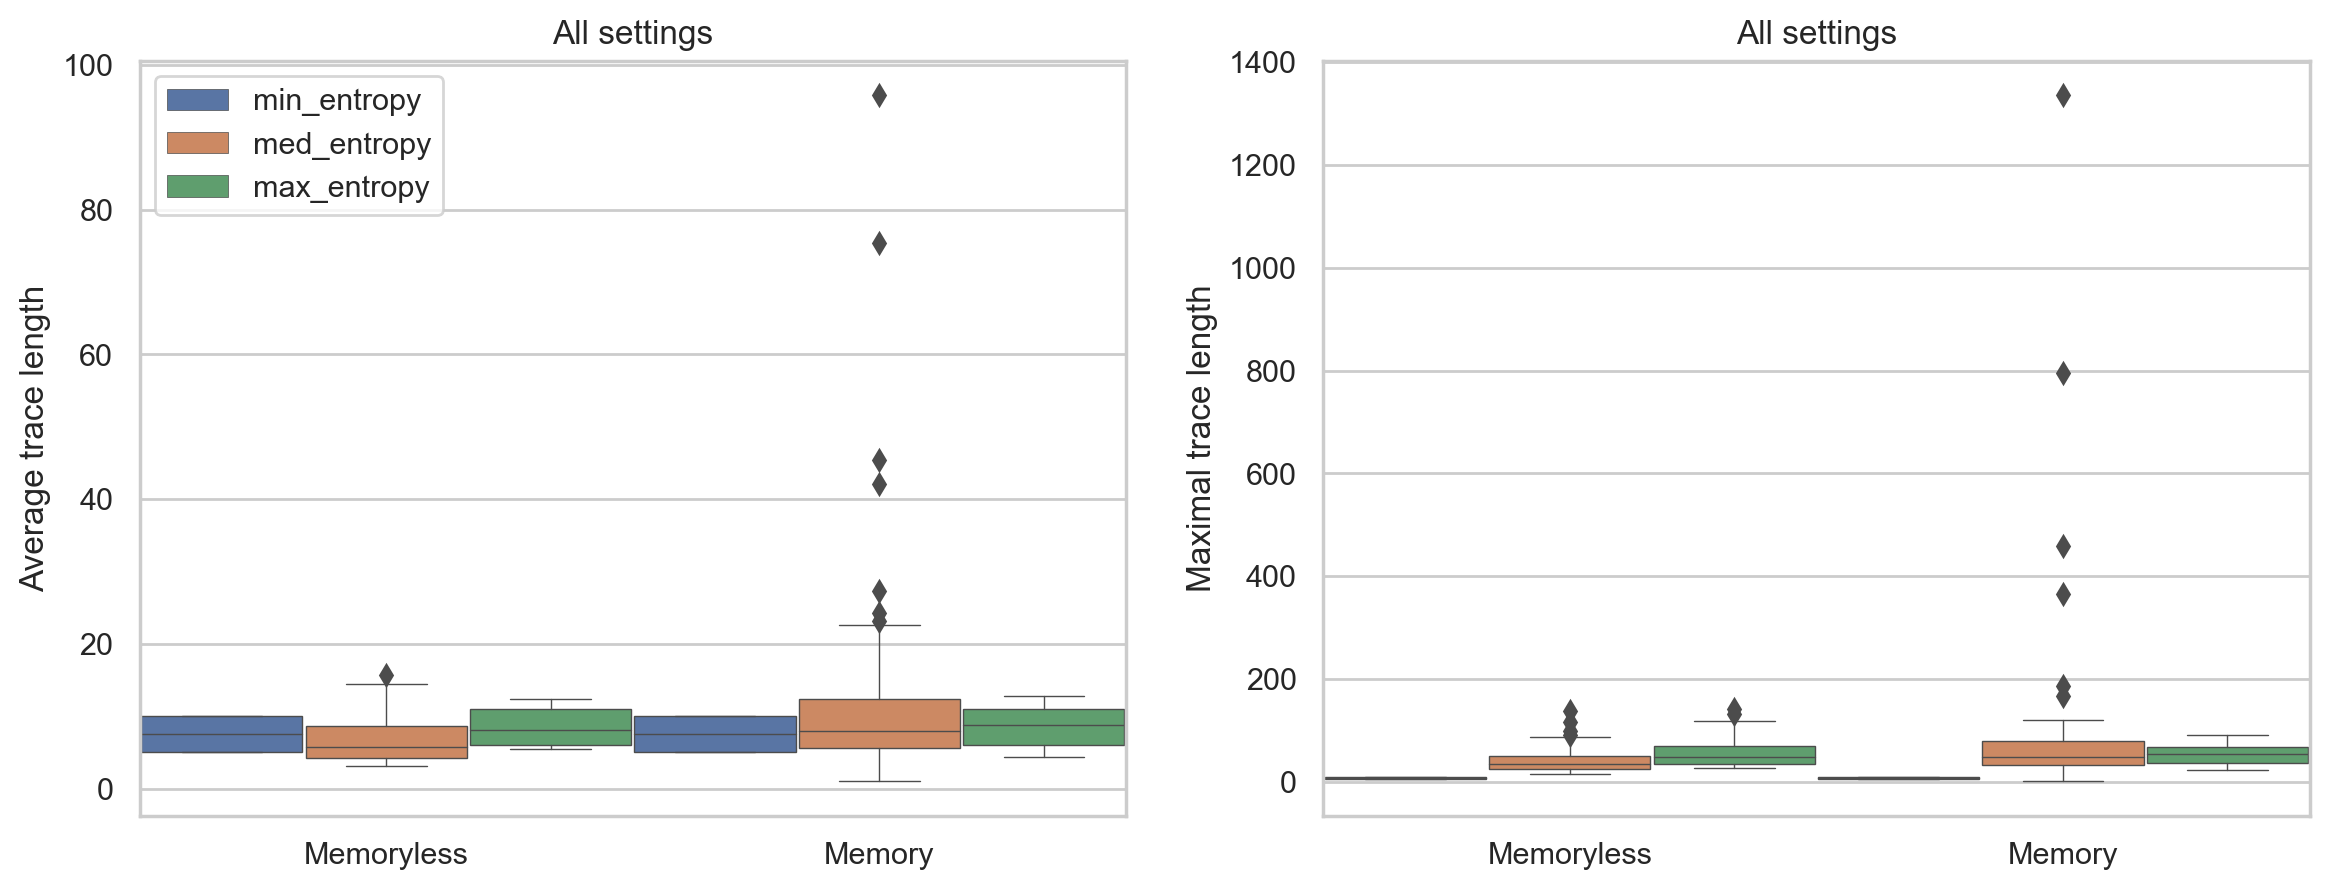 All settings
100
80
60
40
20
0
Average trace length
min_entropy
med_entropy
max_entropy
Memoryless
Memory
All settings
1400
1200
1000
800
600
400
200
0
Maximal trace length
Memoryless
Memory